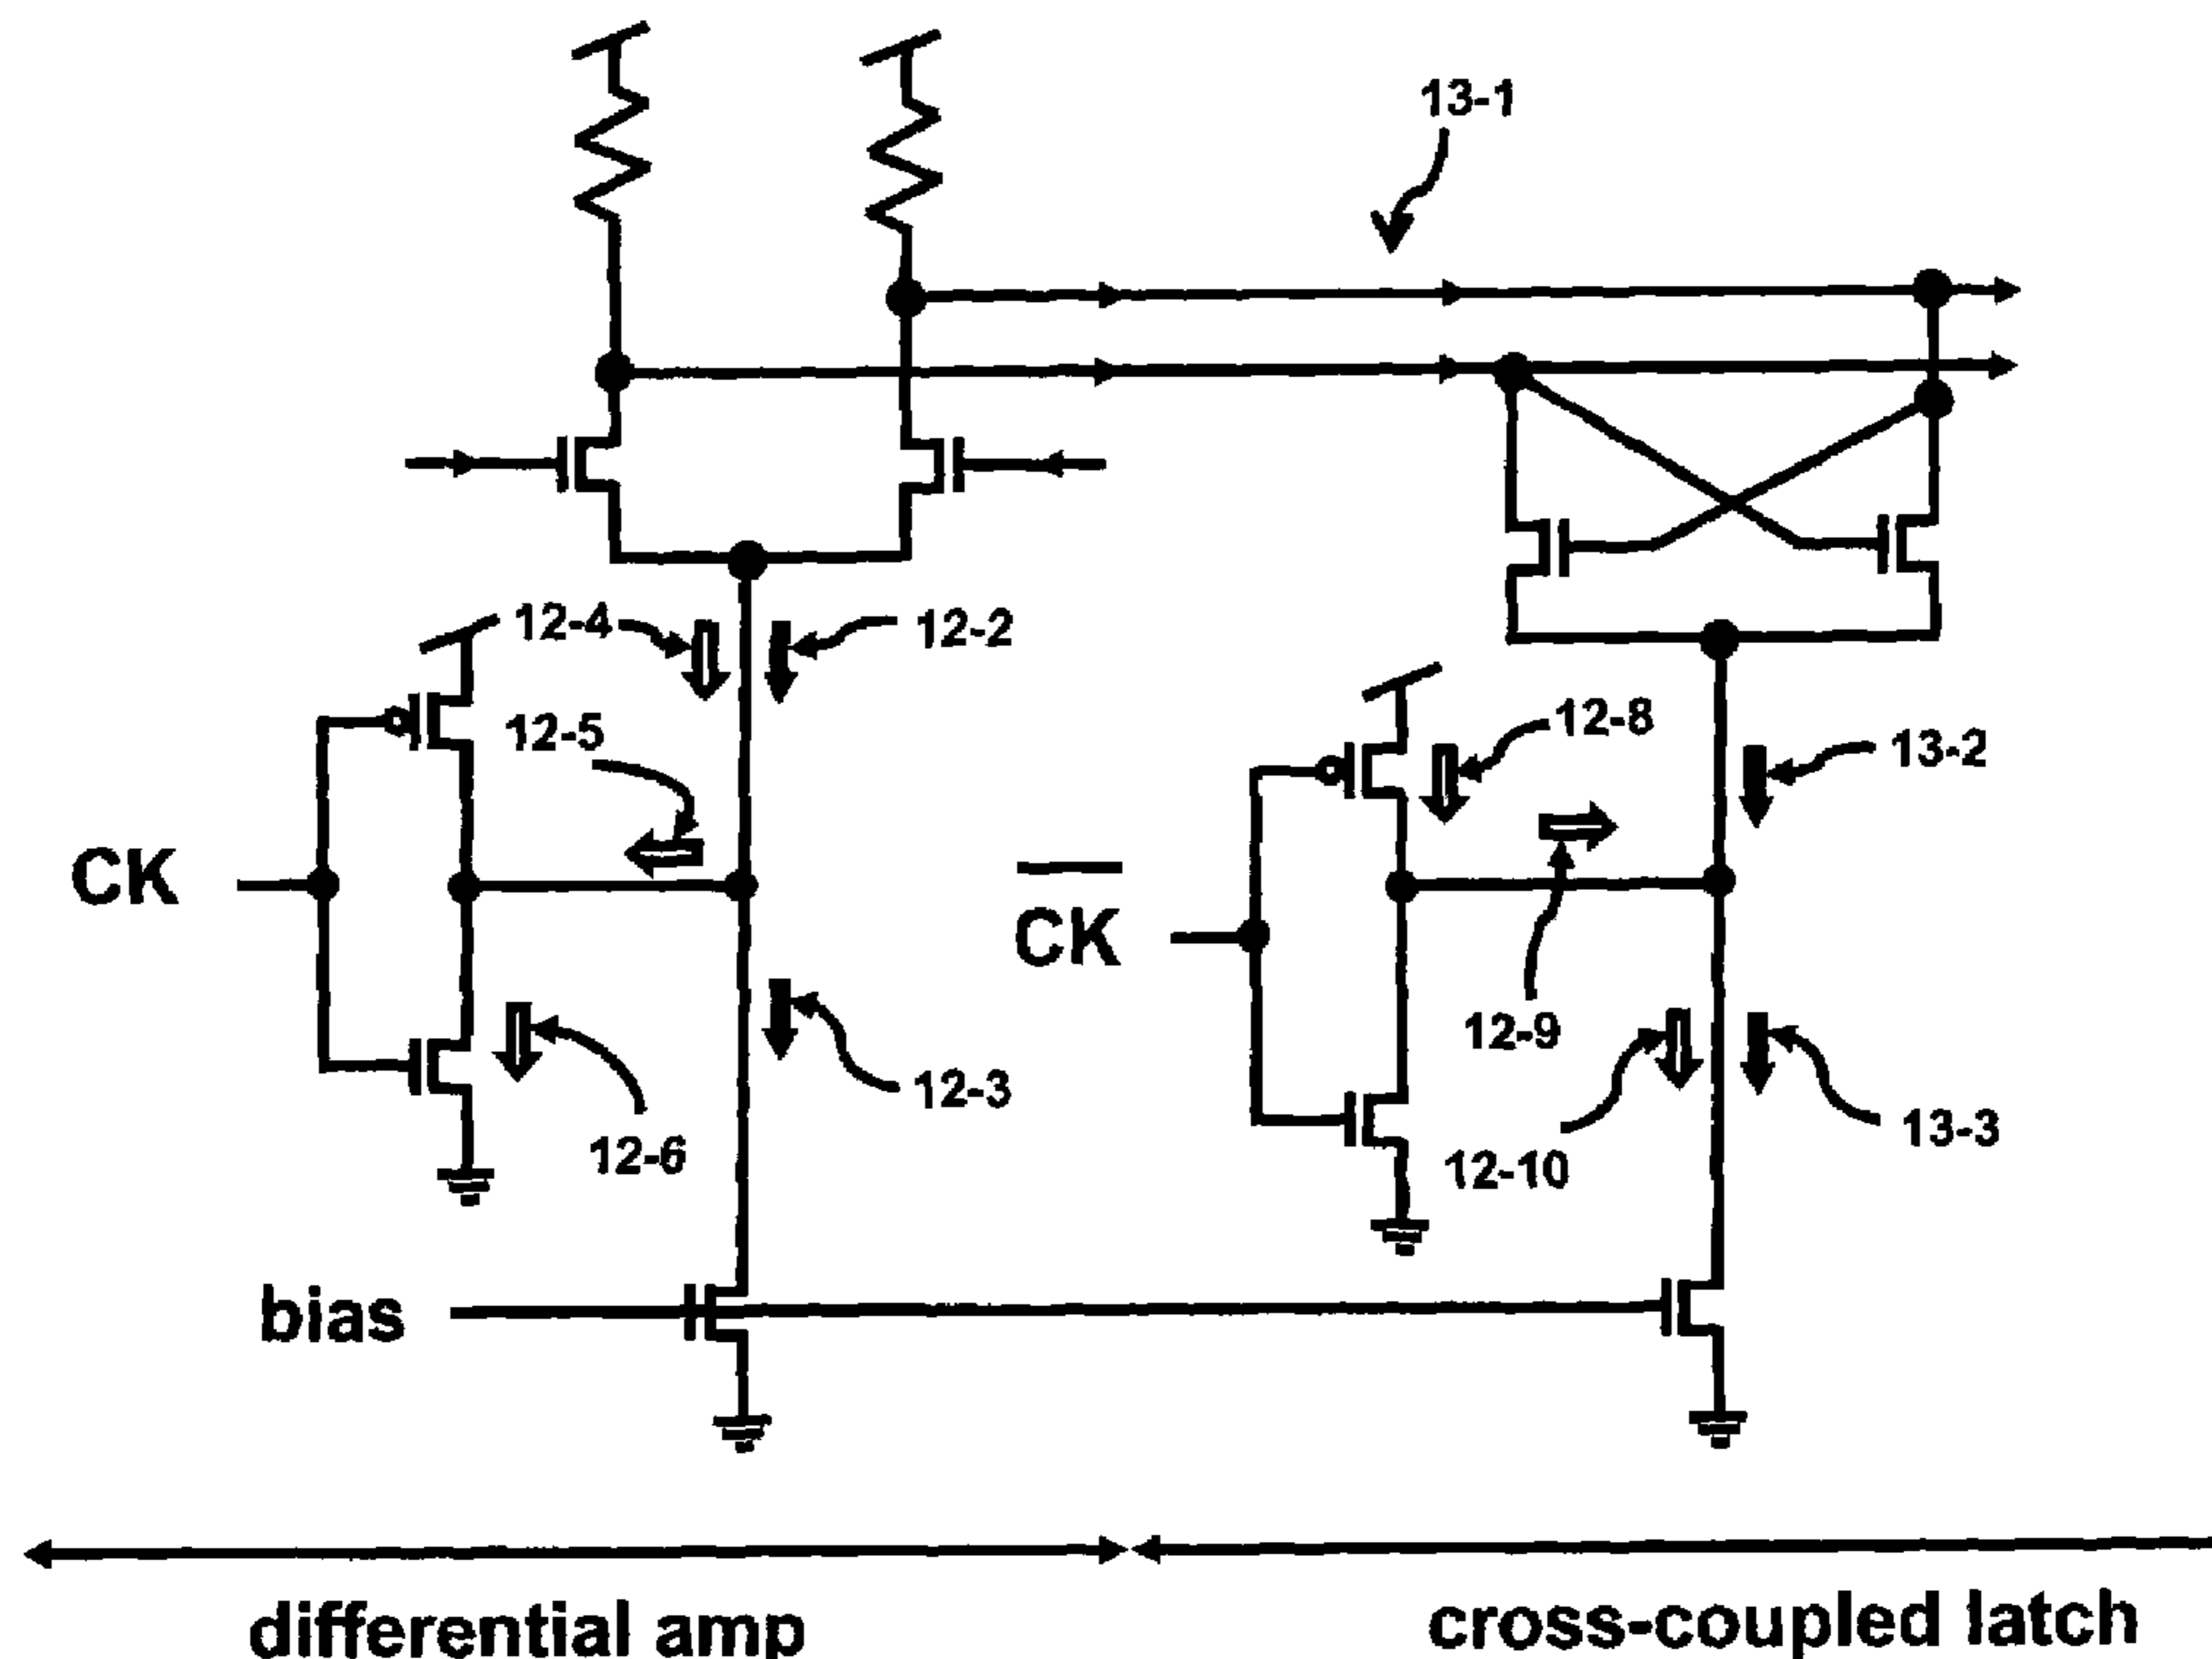 13-1
12-4
12-2
12-5
12-8
13-2
CK
C̅K̅
12-3
12-9
12-6
12-10
13-3
bias
differential amp
cross-coupled latch